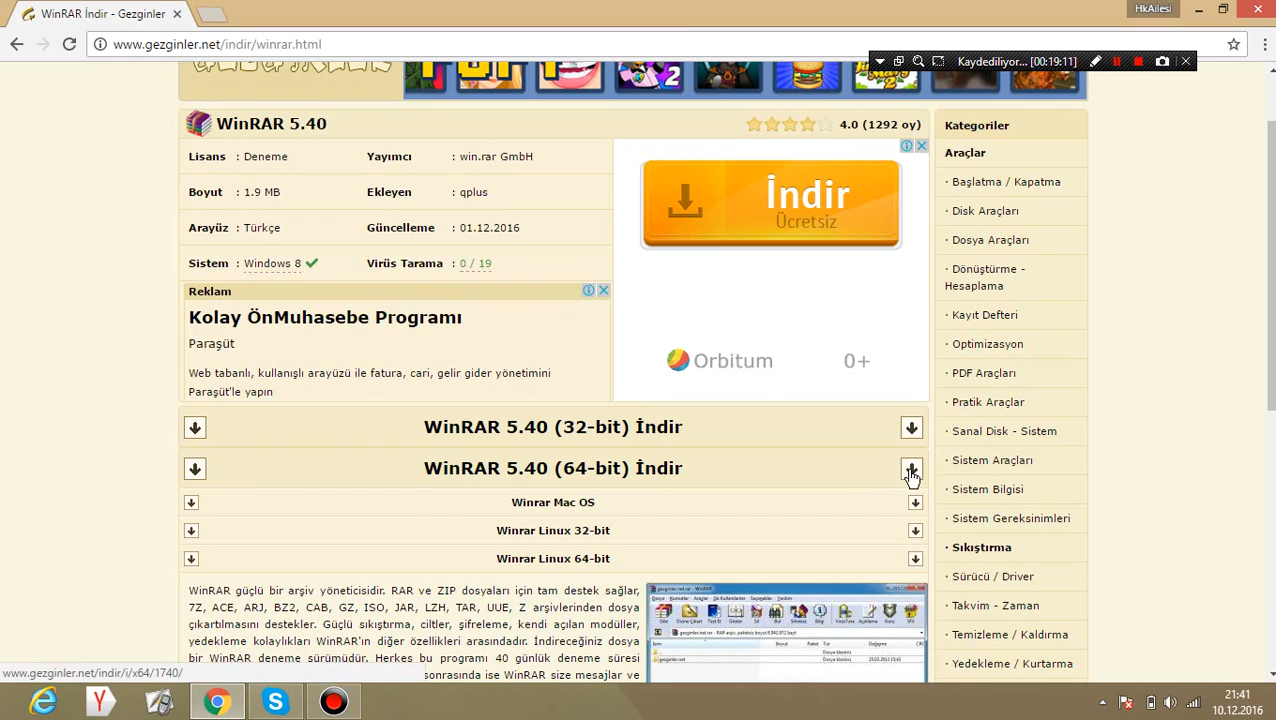 WinRAR İndir - Gezginler
HkAilesi
www.gezginler.net/indir/winrar.html
Kaydediliyor... [00:19:11]
WinRAR 5.40
4.0 (1292 oy)
Lisans : Deneme
Yayımcı : win.rar GmbH
Boyut : 1.9 MB
Ekleyen : qplus
Arayüz : Türkçe
Güncelleme : 01.12.2016
Sistem : Windows 8
Virüs Tarama : 0 / 19
İndir
Ücretsiz
Orbitum 0+
Reklam
Kolay ÖnMuhasebe Programı
Paraşüt
Web tabanlı, kullanışlı arayüzü ile fatura, cari, gelir gider yönetimini
Paraşüt'le yapın
WinRAR 5.40 (32-bit) İndir
WinRAR 5.40 (64-bit) İndir
Winrar Mac OS
Winrar Linux 32-bit
Winrar Linux 64-bit
WinRAR güçlü bir arşiv yöneticisidir. RAR ve ZIP dosyaları için tam destek sağlar,
7Z, ACE, ARJ, BZ2, CAB, GZ, ISO, JAR, LZH, TAR, UUE, Z arşivlerinden dosya
çıkartılmasını destekler. Güçlü sıkıştırma, ciltler, şifreleme, kendi açılan modüller,
yedekleme kolaylıkları WinRAR'ın diğer özellikleri arasındadır. İndireceğiniz dosya
bir WinRAR deneme sürümüdür. Herkes bu programı 40 günlük deneme süresi
sonrasında ise WinRAR size mesajlar ve
Kategoriler
Araçlar
· Başlatma / Kapatma
· Disk Araçları
· Dosya Araçları
· Dönüştürme -
Hesaplama
· Kayıt Defteri
· Optimizasyon
· PDF Araçları
· Pratik Araçlar
· Sanal Disk - Sistem
· Sistem Araçları
· Sistem Bilgisi
· Sistem Gereksinimleri
Sıkıştırma
· Sürücü / Driver
· Takvim - Zaman
· Temizleme / Kaldırma
· Yedekleme / Kurtarma
www.gezginler.net/indir/i/x64/1740/
21:41
10.12.2016